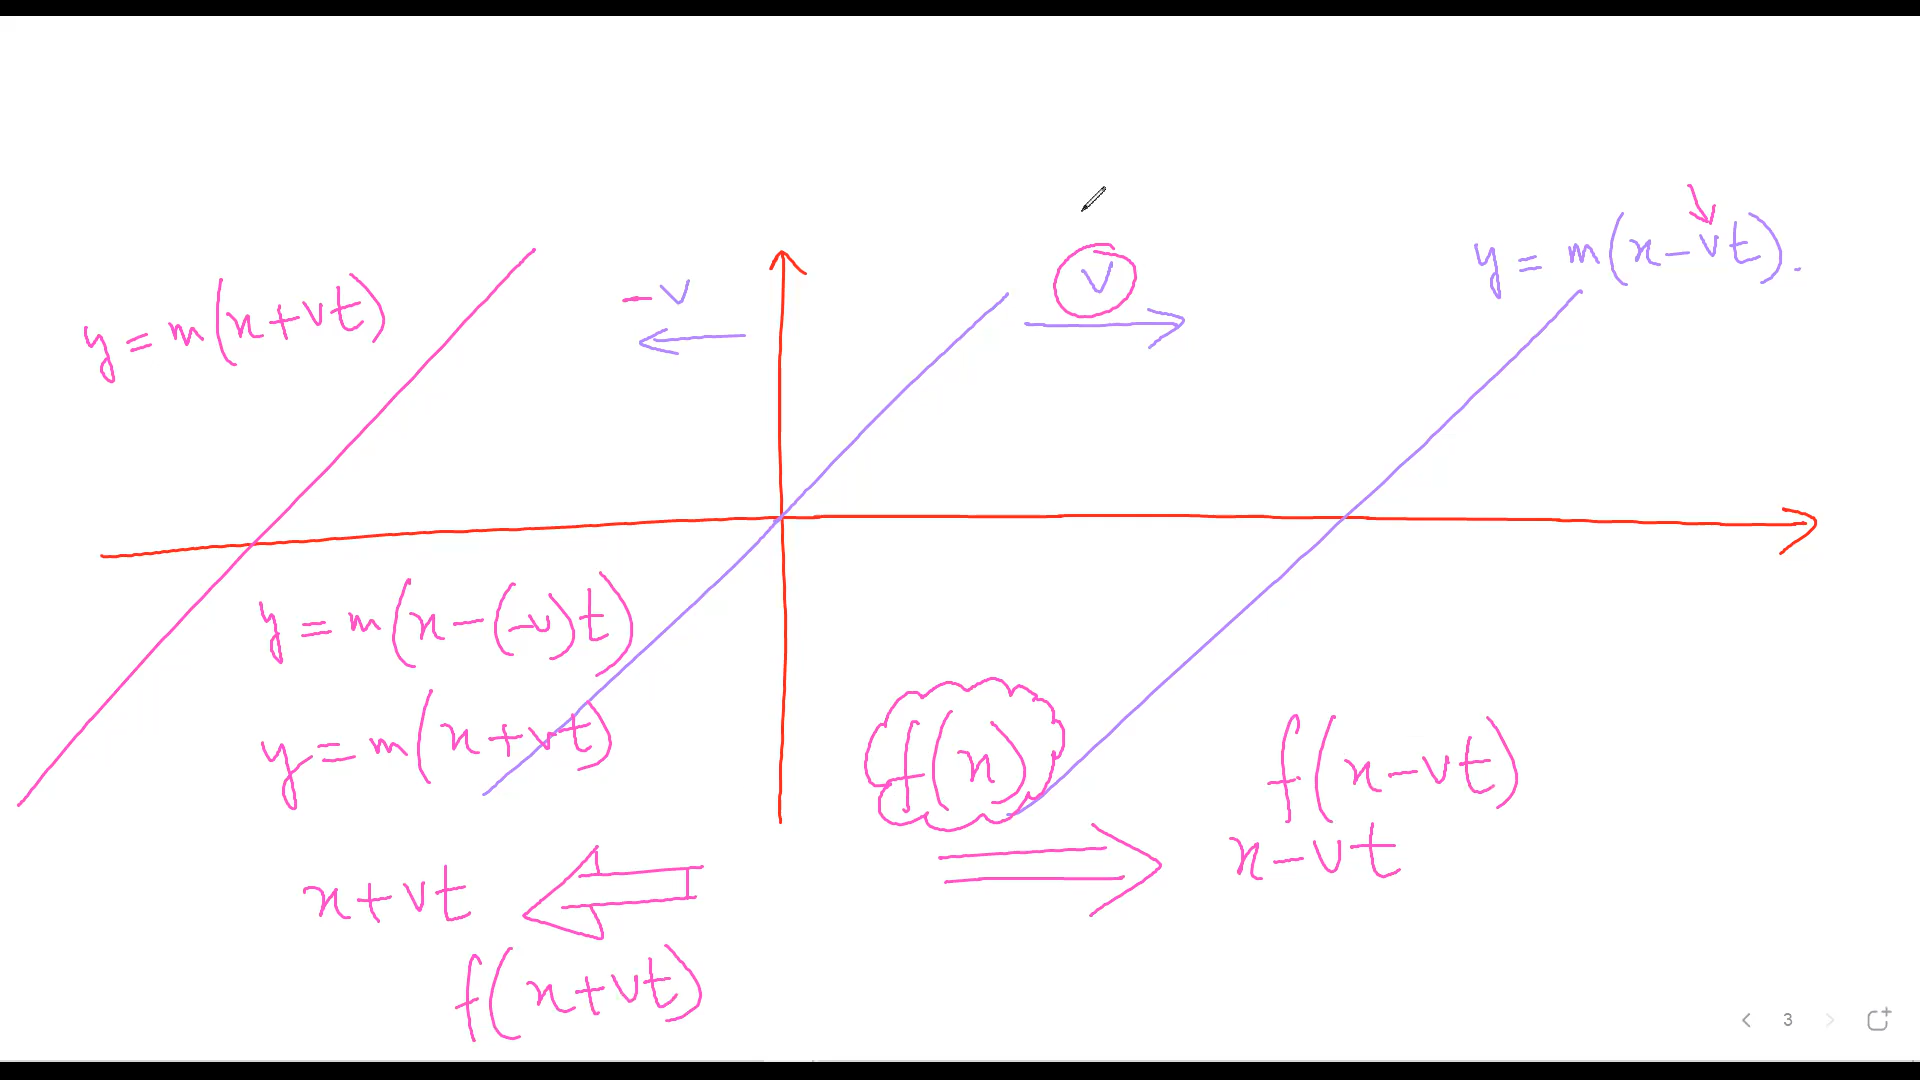 y = m(x+vt)
-v
v
y = m(x-vt).
y = m(x-(-v)t)
y = m(x+vt)
f(x)
f(x-vt)
x-vt
x+vt
f(x+vt)
3